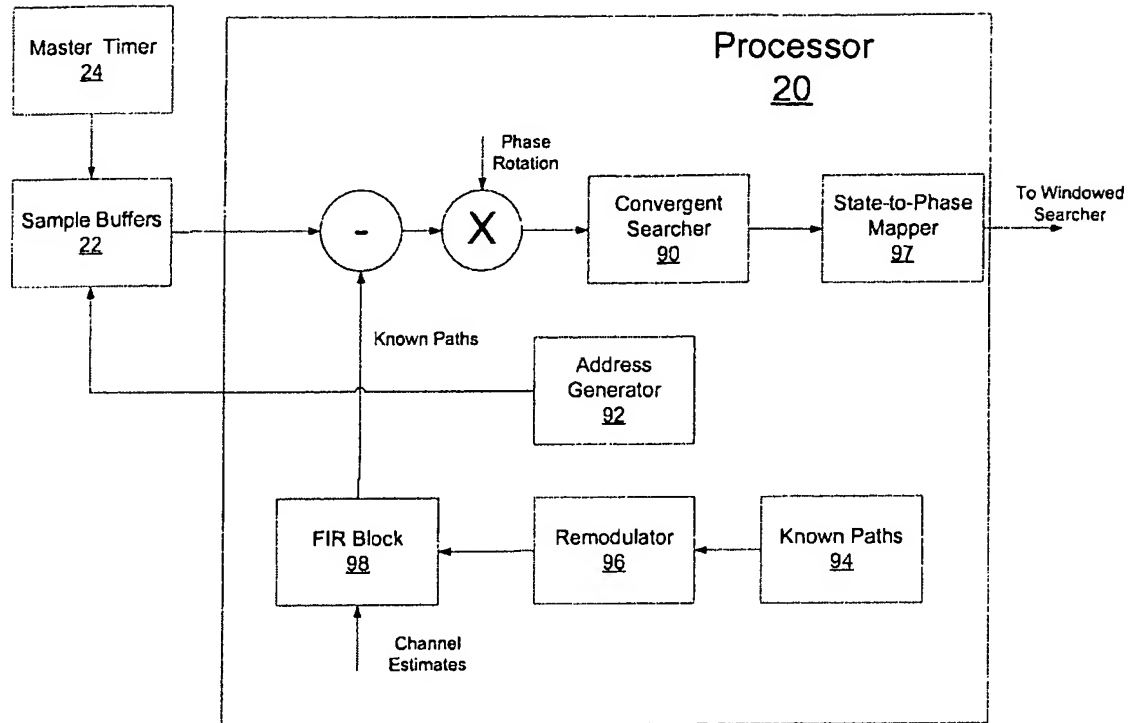 Master Timer
24
Processor
20
Phase
Rotation
Sample Buffers
22
-
X
Convergent
Searcher
90
State-to-Phase
Mapper
97
To Windowed
Searcher
Known Paths
Address
Generator
92
FIR Block
98
Remodulator
96
Known Paths
94
Channel
Estimates